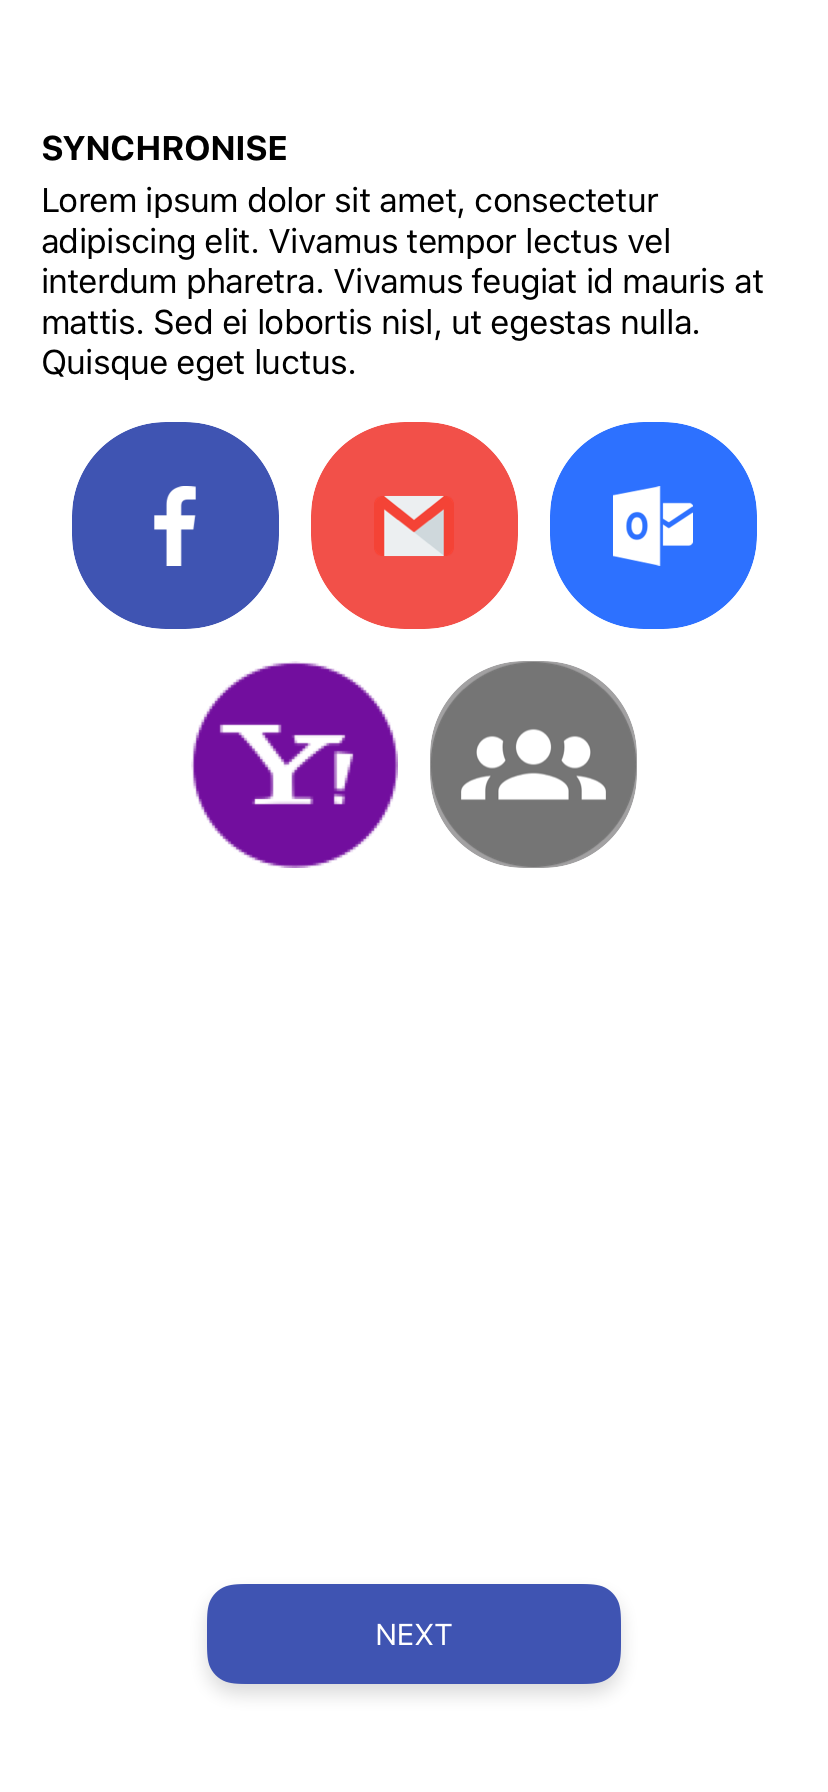 SYNCHRONISE
Lorem ipsum dolor sit amet, consectetur
adipiscing elit. Vivamus tempor lectus vel
interdum pharetra. Vivamus feugiat id mauris at
mattis. Sed ei lobortis nisl, ut egestas nulla.
Quisque eget luctus.
f
O
Y!
NEXT